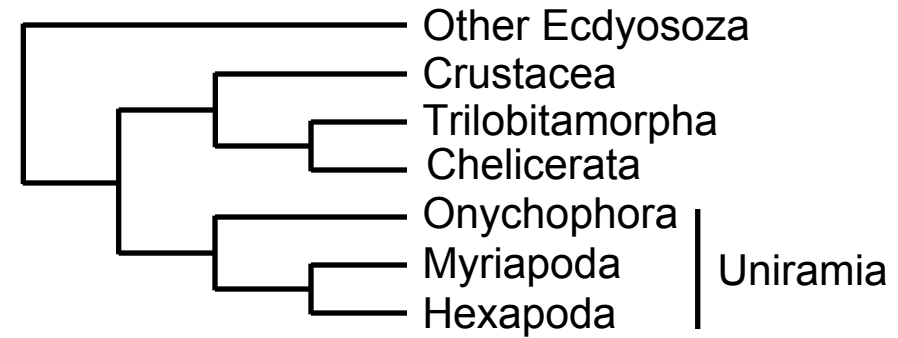 Other Ecdyosoza
Crustacea
Trilobitamorpha
Chelicerata
Onychophora
Myriapoda
Uniramia
Hexapoda